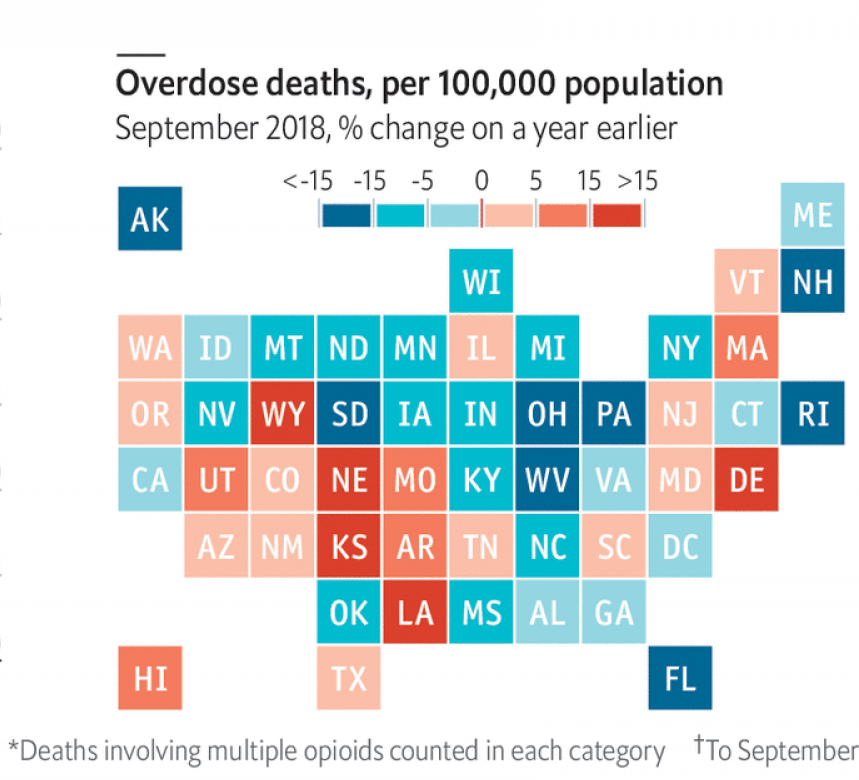 Overdose deaths, per 100,000 population
September 2018, % change on a year earlier
<-15 -15 -5 0 5 15 >15
AK ME
WI VT NH
WA ID MT ND MN IL MI NY MA
OR NV WY SD IA IN OH PA NJ CT RI
CA UT CO NE MO KY WV VA MD DE
AZ NM KS AR TN NC SC DC
OK LA MS AL GA
HI TX FL
*Deaths involving multiple opioids counted in each category †To September